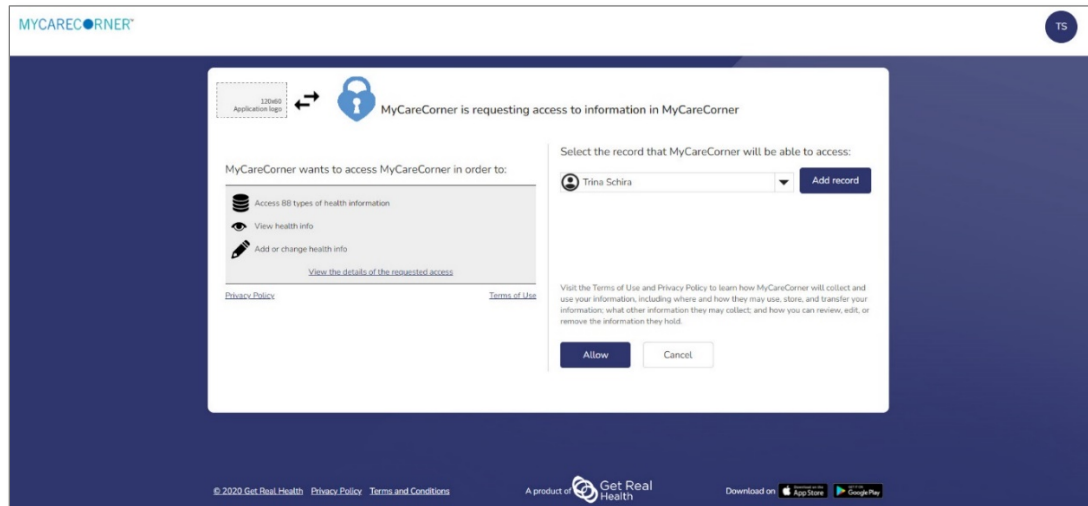 MYCARECORNER™
TS
120x60
Application logo
MyCareCorner is requesting access to information in MyCareCorner
MyCareCorner wants to access MyCareCorner in order to:
Access 88 types of health information
View health info
Add or change health info
View the details of the requested access
Privacy Policy
Terms of Use
Select the record that MyCareCorner will be able to access:
Trina Schira
Add record
Visit the Terms of Use and Privacy Policy to learn how MyCareCorner will collect and
use your information, including where and how they may use, store, and transfer your
information; what other information they may collect; and how you can review, edit, or
remove the information they hold.
Allow
Cancel
© 2020 Get Real Health Privacy Policy Terms and Conditions
A product of Get Real
Health
Download on
App Store
Google Play